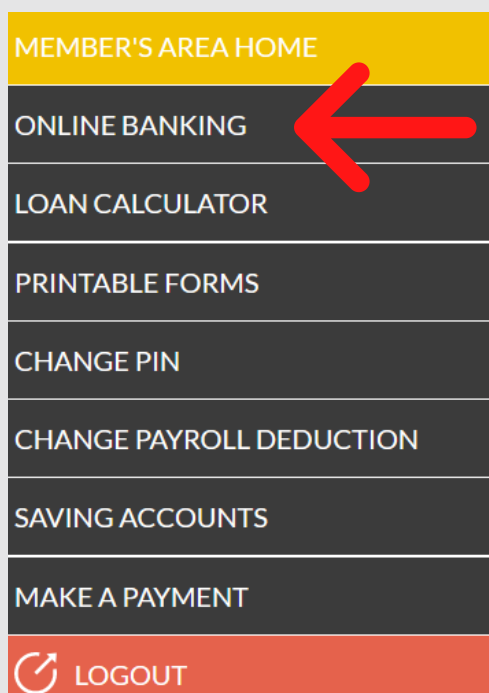 MEMBER'S AREA HOME
ONLINE BANKING
LOAN CALCULATOR
PRINTABLE FORMS
CHANGE PIN
CHANGE PAYROLL DEDUCTION
SAVING ACCOUNTS
MAKE A PAYMENT
LOGOUT